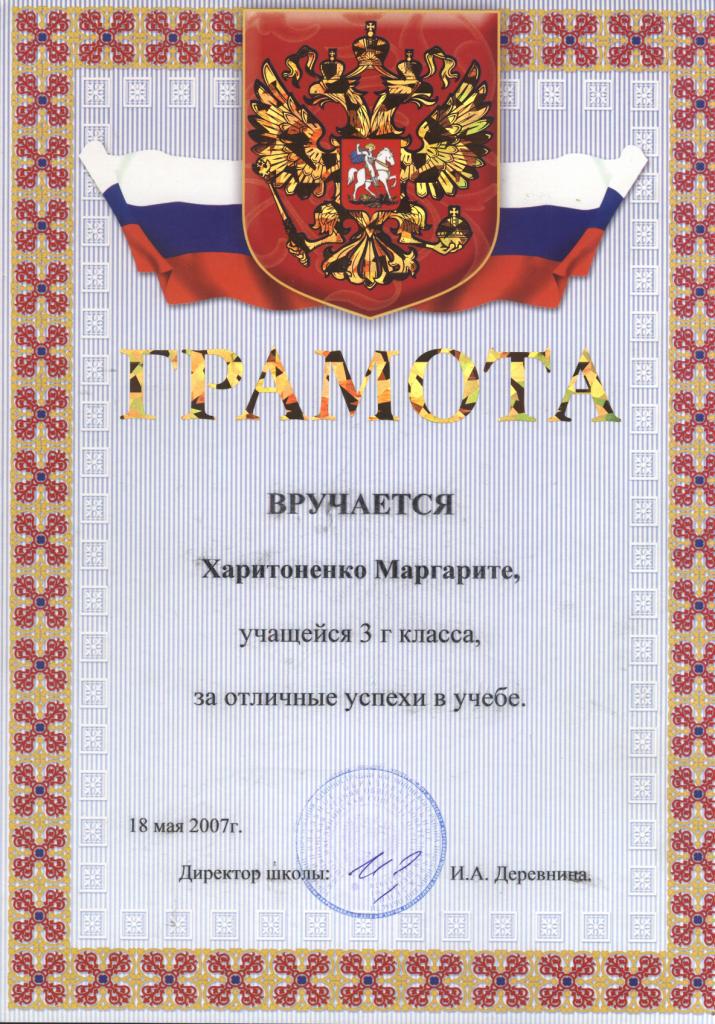 ГРАМОТА
ВРУЧАЕТСЯ
Харитоненко Маргарите,
учащейся 3 г класса,
за отличные успехи в учебе.
18 мая 2007г.
Директор школы:
И.А. Деревнина.